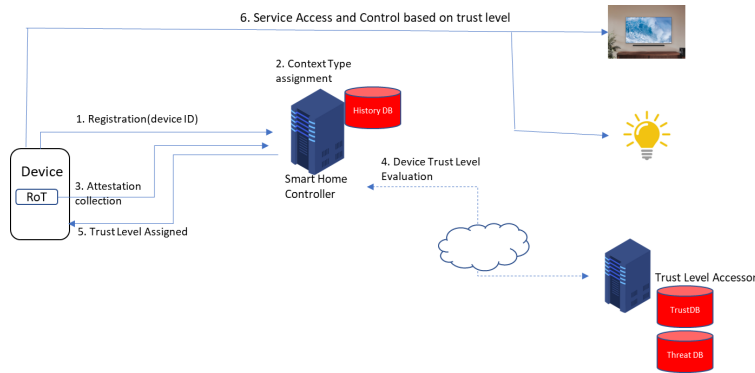 6. Service Access and Control based on trust level
2. Context Type
assignment
History DB
1. Registration(device ID)
4. Device Trust Level
Evaluation
Device
RoT
3. Attestation
collection
Smart Home
Controller
5. Trust Level Assigned
Trust Level Accessor
TrustDB
Threat DB